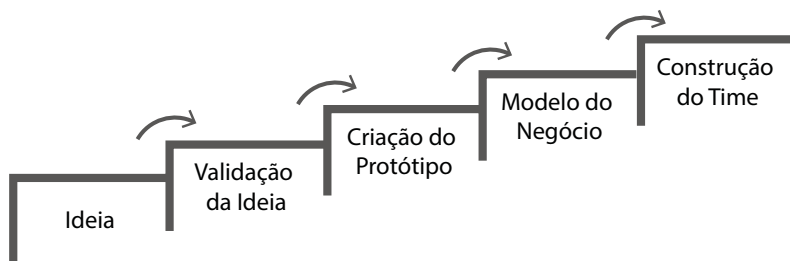 Ideia
Validação
da Ideia
Criação do
Protótipo
Modelo do
Negócio
Construção
do Time